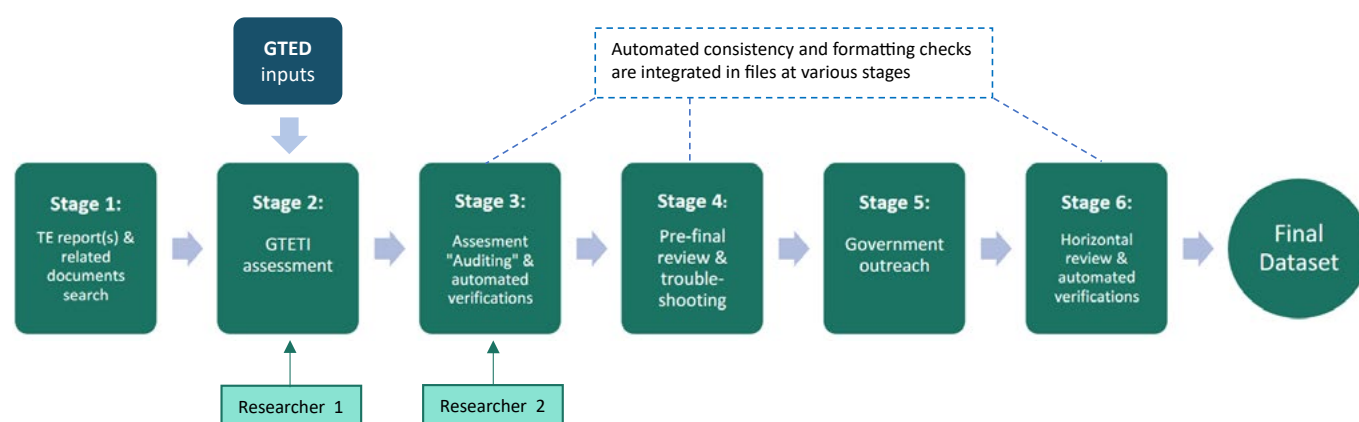 GTED
inputs
Automated consistency and formatting checks
are integrated in files at various stages
Stage 1:
TE report(s) &
related
documents
search
Stage 2:
GTETI
assessment
Stage 3:
Assesment
"Auditing" &
automated
verifications
Stage 4:
Pre-final
review &
trouble-
shooting
Stage 5:
Government
outreach
Stage 6:
Horizontal
review &
automated
verifications
Final
Dataset
Researcher 1
Researcher 2